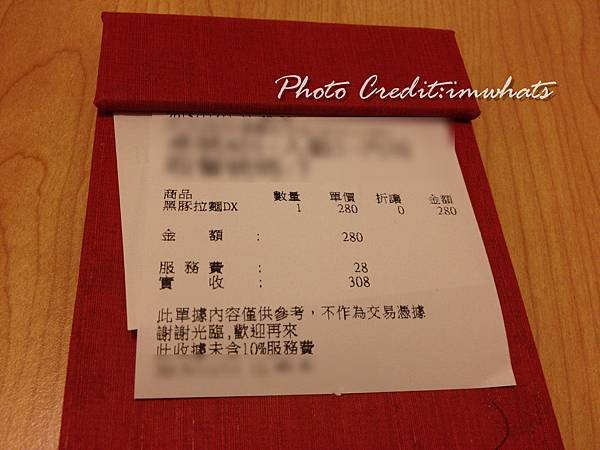 Photo Credit:imwhats
商品 數量 單價 折讓 金額
黑豚拉麵DX 1 280 0 280
金 額 : 280
服 務 費 : 28
實 收 : 308
此單據內容僅供參考，不作為交易憑據
謝謝光臨,歡迎再來
此收據未含10%服務費